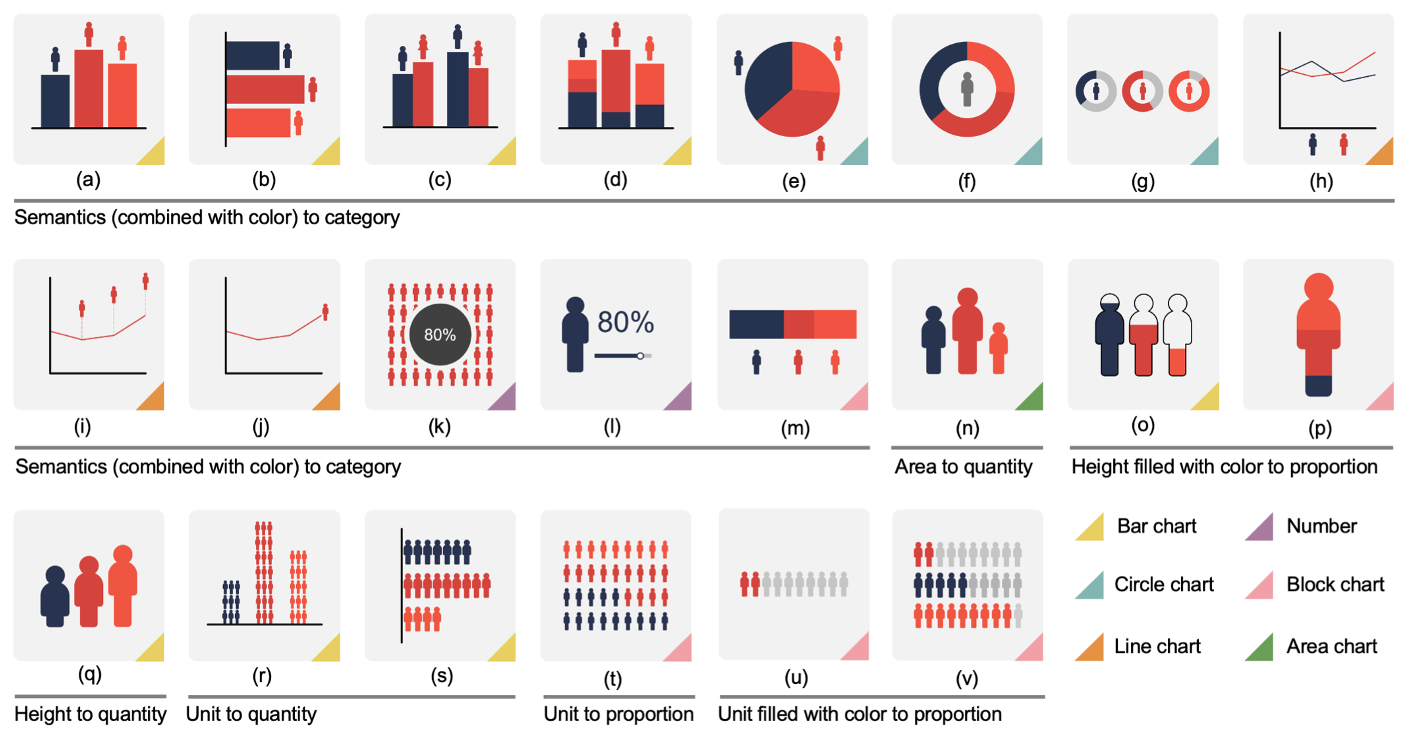 (a) (b) (c) (d) (e) (f) (g) (h)
Semantics (combined with color) to category
80%
80%
(i) (j) (k) (l) (m) (n) (o) (p)
Semantics (combined with color) to category
Area to quantity
Height filled with color to proportion
Bar chart
Number
Circle chart
Block chart
Line chart
Area chart
(q) (r) (s) (t) (u) (v)
Height to quantity
Unit to quantity
Unit to proportion
Unit filled with color to proportion